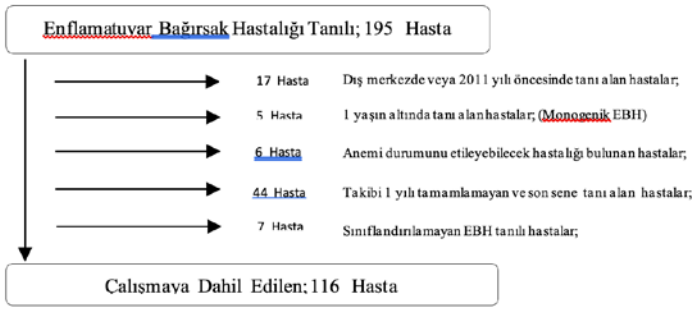 Enflamatuvar Bağırsak Hastalığı Tanılı; 195 Hasta
17 Hasta Dış merkezde veya 2011 yılı öncesinde tanı alan hastalar;
5 Hasta 1 yaşın altında tanı alan hastalar; (Monogenik EBH)
6 Hasta Anemi durumunu etileyebilecek hastalığı bulunan hastalar;
44 Hasta Takibi 1 yılı tamamlamayan ve son sene tanı alan hastalar;
7 Hasta Sınıflandırılamayan EBH tanılı hastalar;
Çalışmaya Dahil Edilen; 116 Hasta